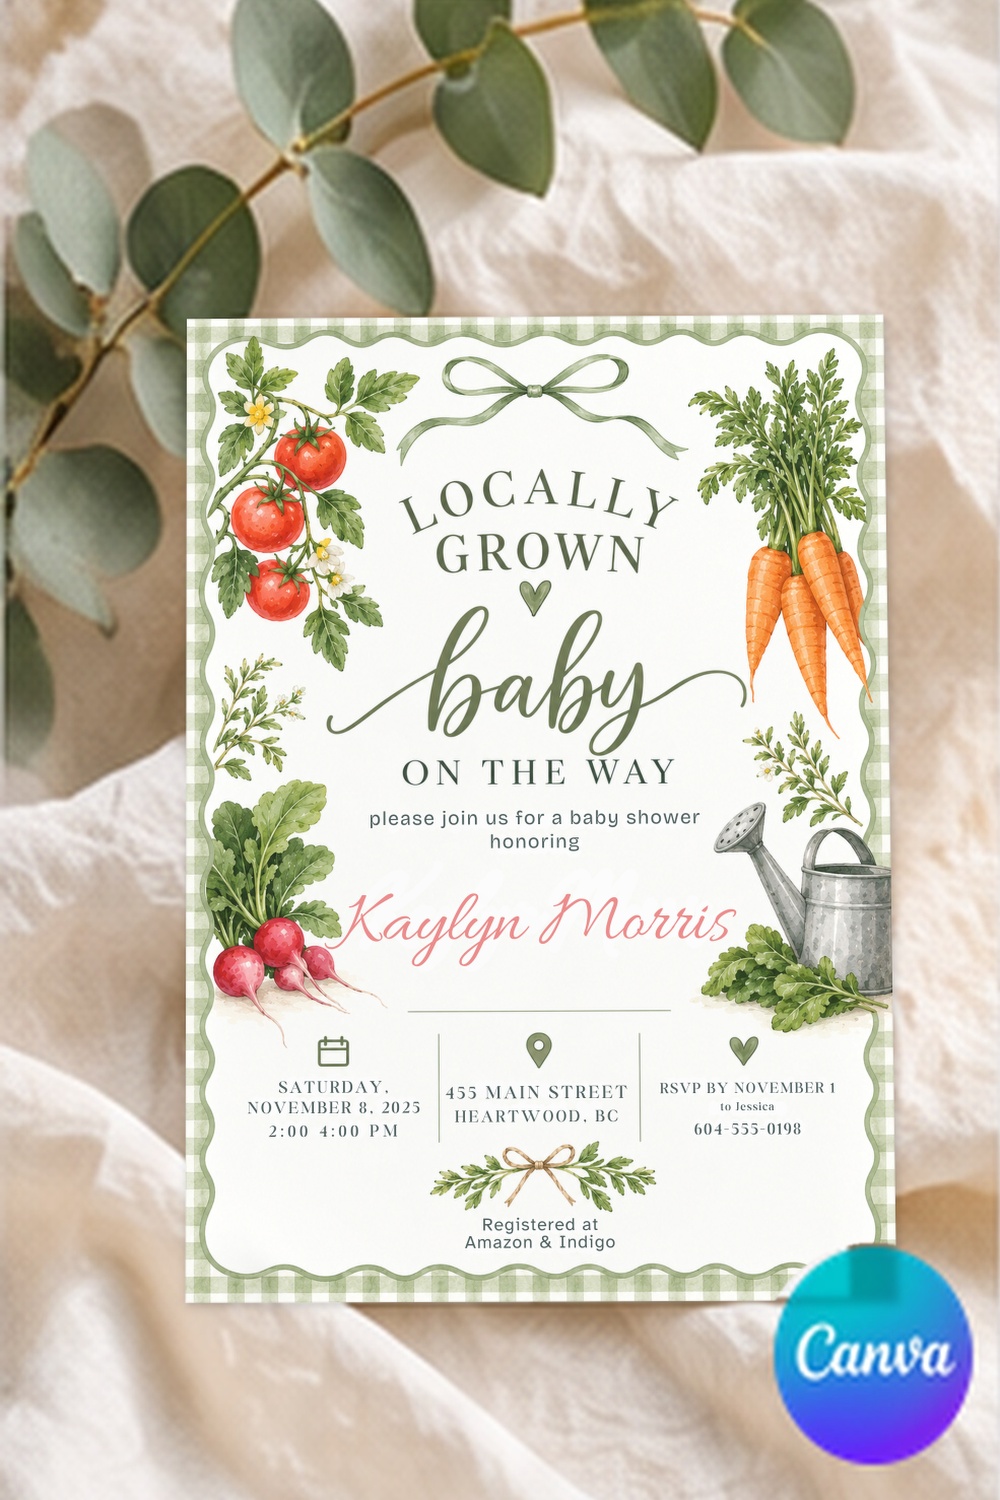 LOCALLY
GROWN
baby
ON THE WAY
please join us for a baby shower
honoring
Kaylyn Morris
SATURDAY,
NOVEMBER 8, 2025
2:00 4:00 PM
455 MAIN STREET
HEARTWOOD, BC
RSVP BY NOVEMBER 1
to Jessica
604-555-0198
Registered at
Amazon & Indigo
Canva